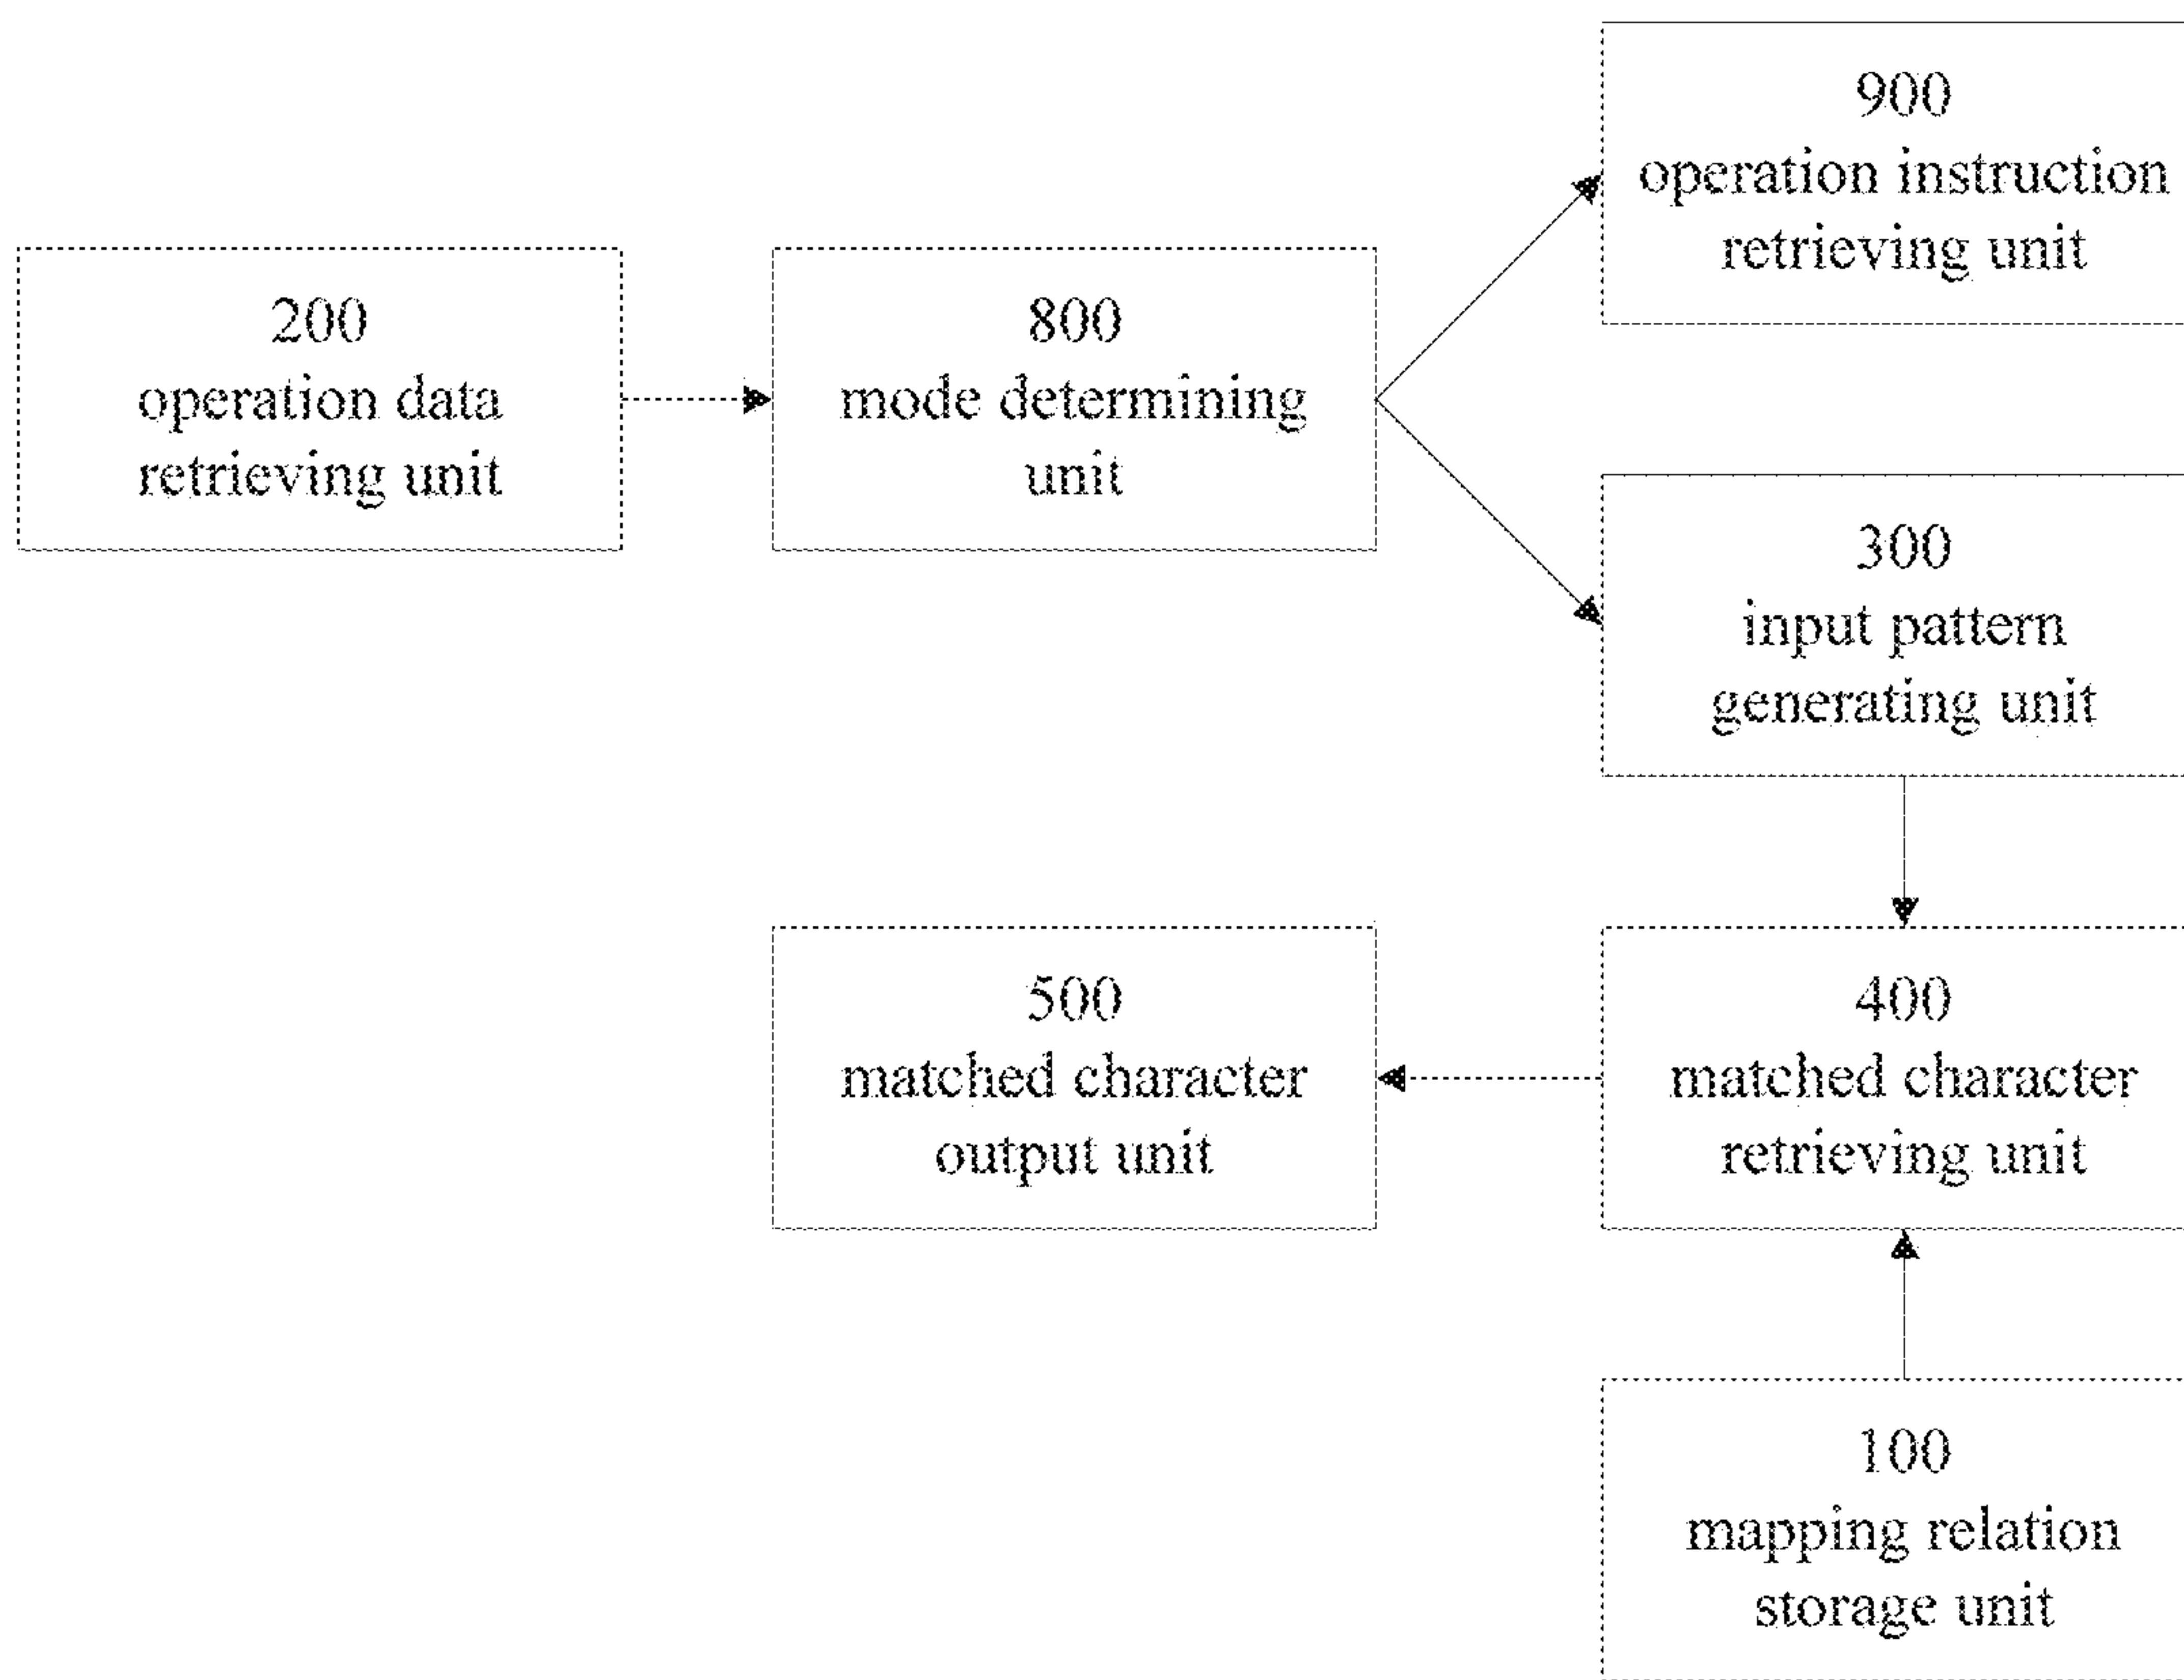 900
operation instruction
retrieving unit
200
operation data
retrieving unit
800
mode determining
unit
300
input pattern
generating unit
500
matched character
output unit
400
matched character
retrieving unit
100
mapping relation
storage unit